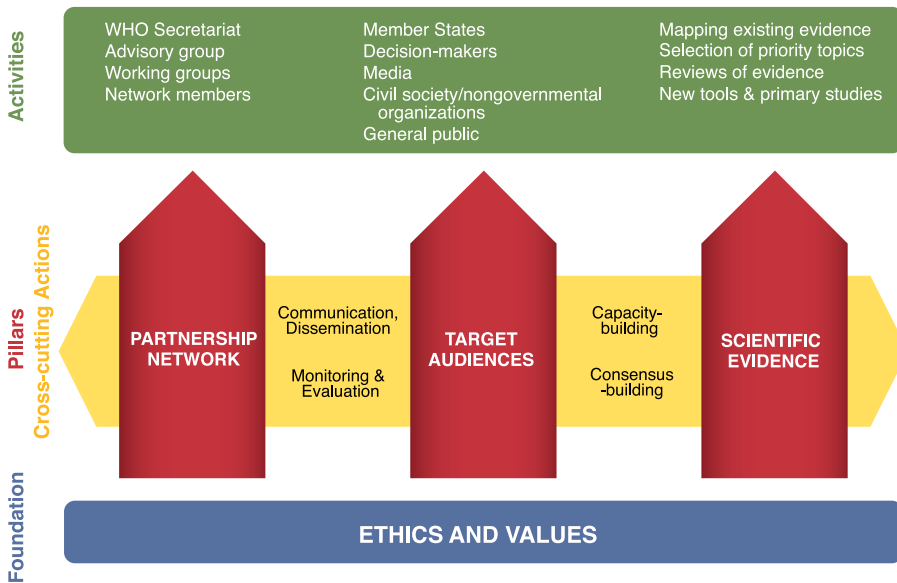 Activities
WHO Secretariat
Advisory group
Working groups
Network members
Member States
Decision-makers
Media
Civil society/nongovernmental
organizations
General public
Mapping existing evidence
Selection of priority topics
Reviews of evidence
New tools & primary studies
Pillars
Cross-cutting Actions
PARTNERSHIP
NETWORK
Communication,
Dissemination
Monitoring &
Evaluation
TARGET
AUDIENCES
Capacity-
building
Consensus
-building
SCIENTIFIC
EVIDENCE
Foundation
ETHICS AND VALUES